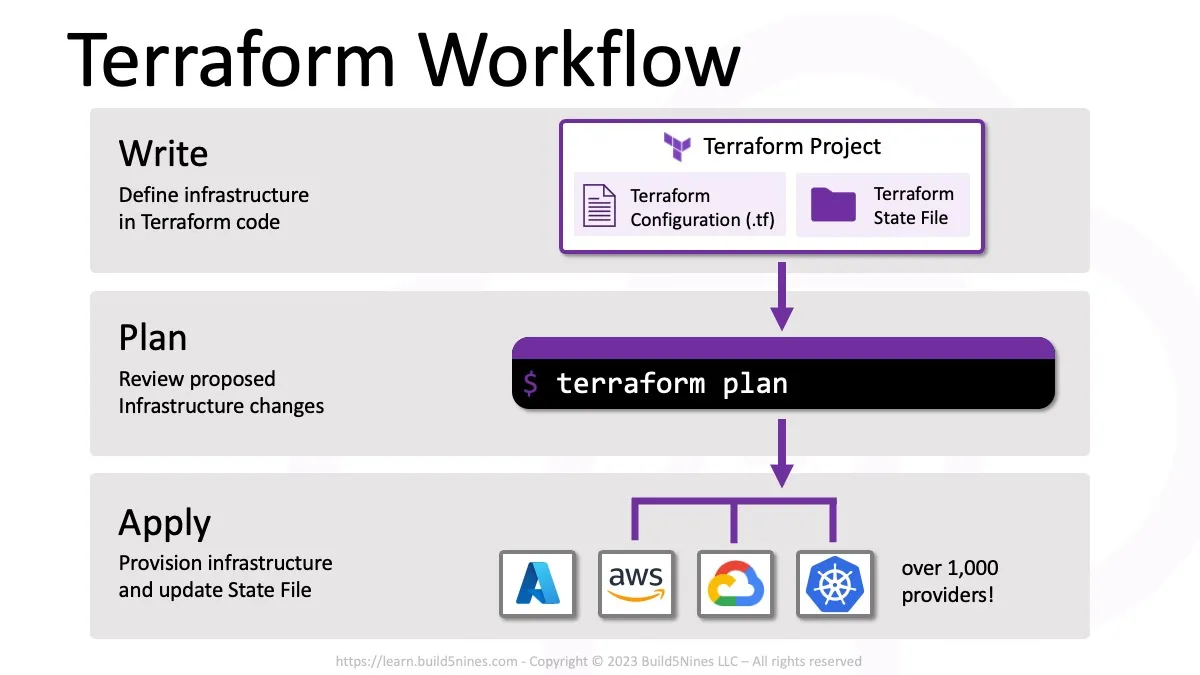 Terraform Workflow
Write
Define infrastructure
in Terraform code
Terraform Project
Terraform
Configuration (.tf)
Terraform
State File
Plan
Review proposed
Infrastructure changes
$ terraform plan
Apply
Provision infrastructure
and update State File
aws
over 1,000
providers!
https://learn.build5nines.com - Copyright © 2023 Build5Nines LLC – All rights reserved